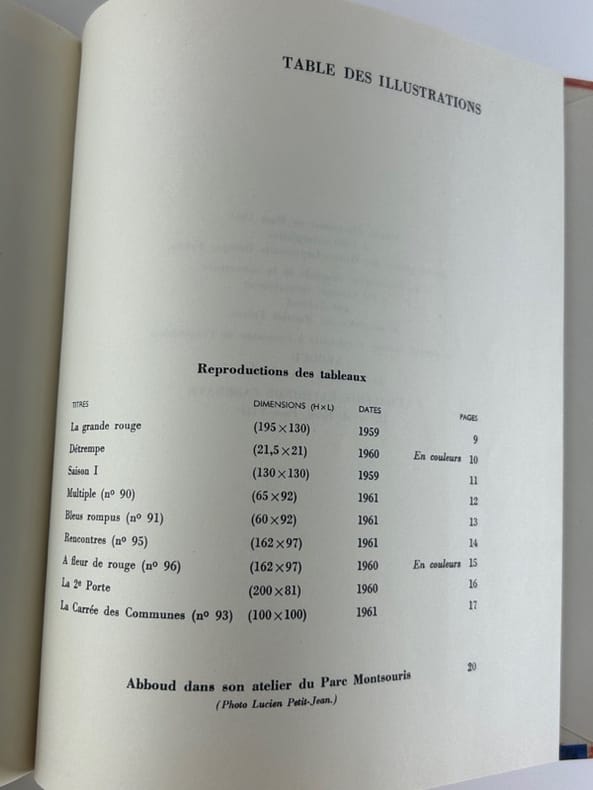 TABLE DES ILLUSTRATIONS
Reproductions des tableaux
TITRES DIMENSIONS (H×L) DATES PAGES
La grande rouge (195×130) 1959 9
Détrempe (21,5×21) 1960 En couleurs 10
Saison I (130×130) 1959 11
Multiple (nº 90) (65×92) 1961 12
Bleus rompus (nº 91) (60×92) 1961 13
Rencontres (nº 95) (162×97) 1961 14
A fleur de rouge (nº 96) (162×97) 1960 En couleurs 15
La 2e Porte (200×81) 1960 16
La Carrée des Communes (nº 93) (100×100) 1961 17
Abboud dans son atelier du Parc Montsouris 20
(Photo Lucien Petit-Jean.)